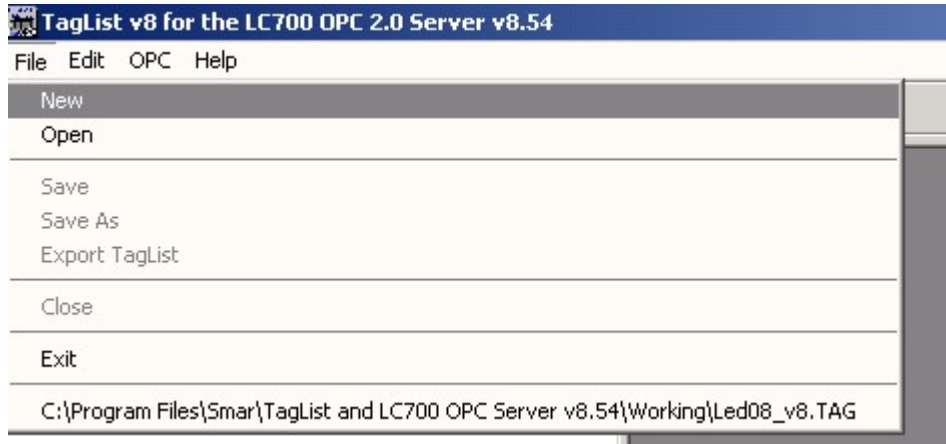 TagList v8 for the LC700 OPC 2.0 Server v8.54
File Edit OPC Help
New
Open
Save
Save As
Export TagList
Close
Exit
C:\Program Files\Smar\TagList and LC700 OPC Server v8.54\Working\Led08_v8.TAG